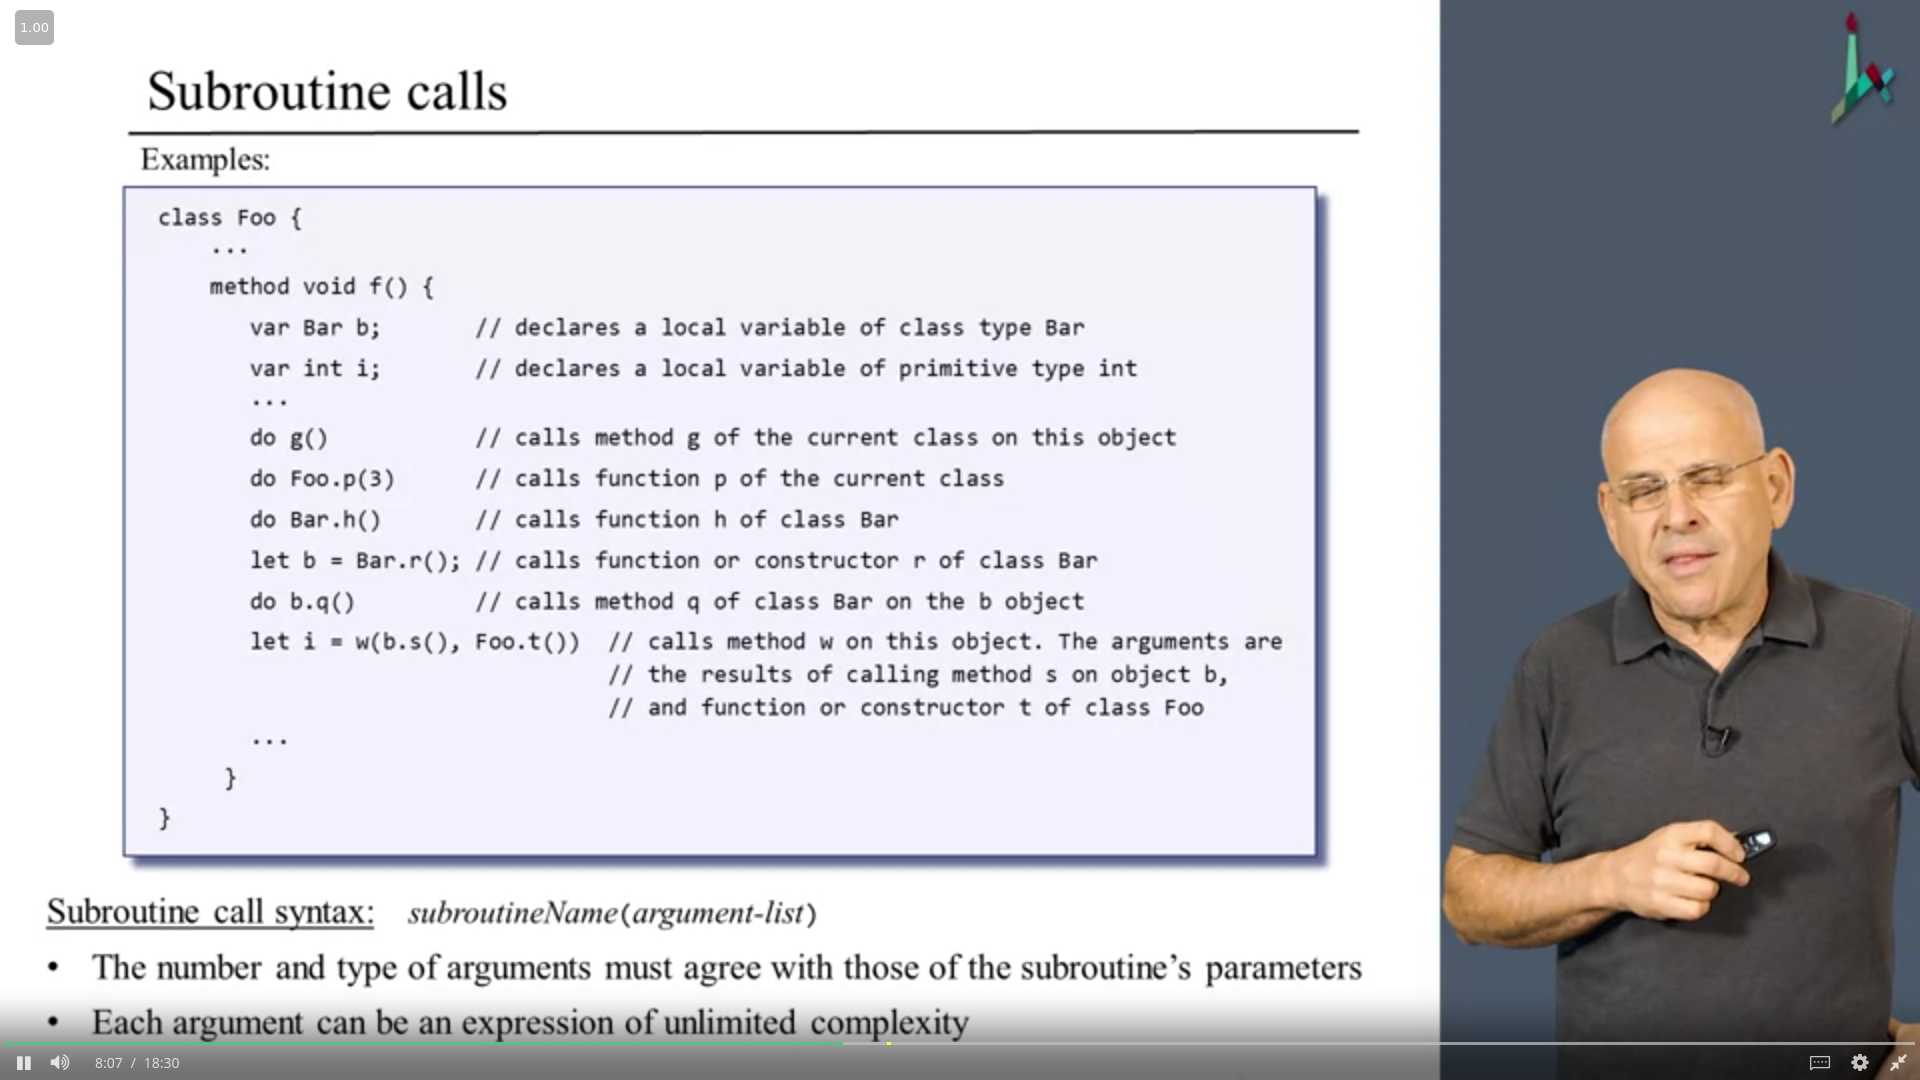 1.00
Subroutine calls
Examples:
class Foo {
...
method void f() {
var Bar b; // declares a local variable of class type Bar
var int i; // declares a local variable of primitive type int
...
do g() // calls method g of the current class on this object
do Foo.p(3) // calls function p of the current class
do Bar.h() // calls function h of class Bar
let b = Bar.r(); // calls function or constructor r of class Bar
do b.q() // calls method q of class Bar on the b object
let i = w(b.s(), Foo.t()) // calls method w on this object. The arguments are
// the results of calling method s on object b,
// and function or constructor t of class Foo
...
}
}
Subroutine call syntax: subroutineName(argument-list)
• The number and type of arguments must agree with those of the subroutine’s parameters
• Each argument can be an expression of unlimited complexity
8:07 / 18:30